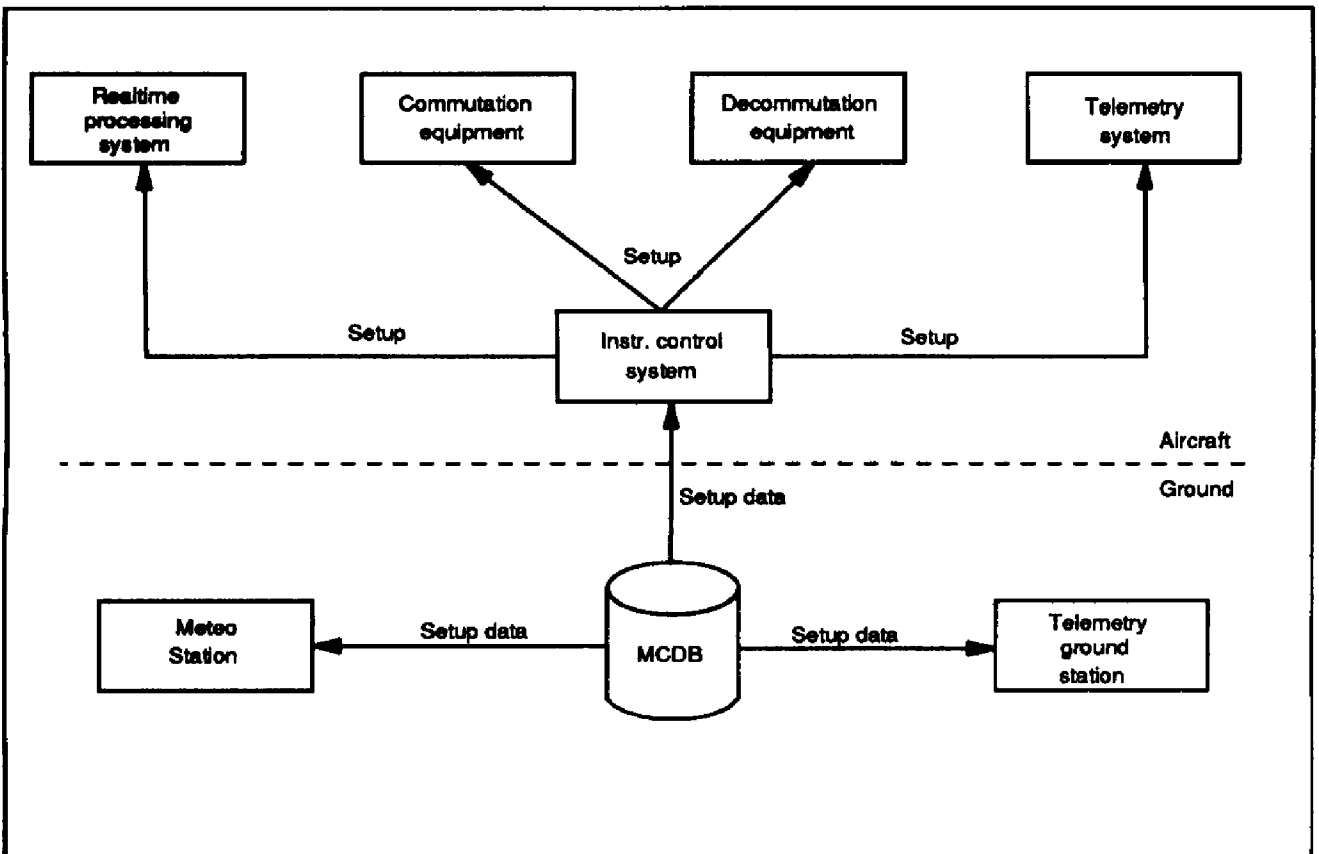 Realtime
processing
system
Commutation
equipment
Decommutation
equipment
Telemetry
system
Setup
Setup
Instr. control
system
Setup
Aircraft
Ground
Setup data
Meteo
Station
Setup data
MCDB
Setup data
Telemetry
ground
station